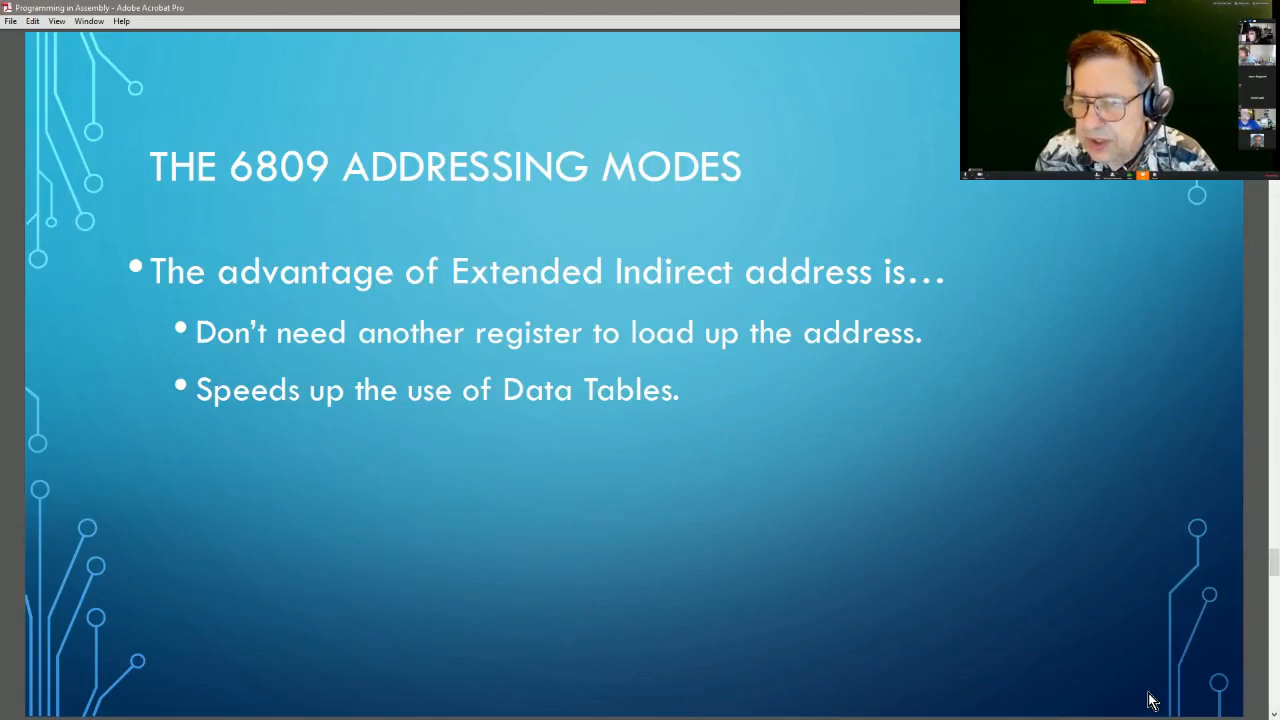 Programming in Assembly - Adobe Acrobat Pro
File Edit View Window Help
THE 6809 ADDRESSING MODES
• The advantage of Extended Indirect address is...
• Don't need another register to load up the address.
• Speeds up the use of Data Tables.